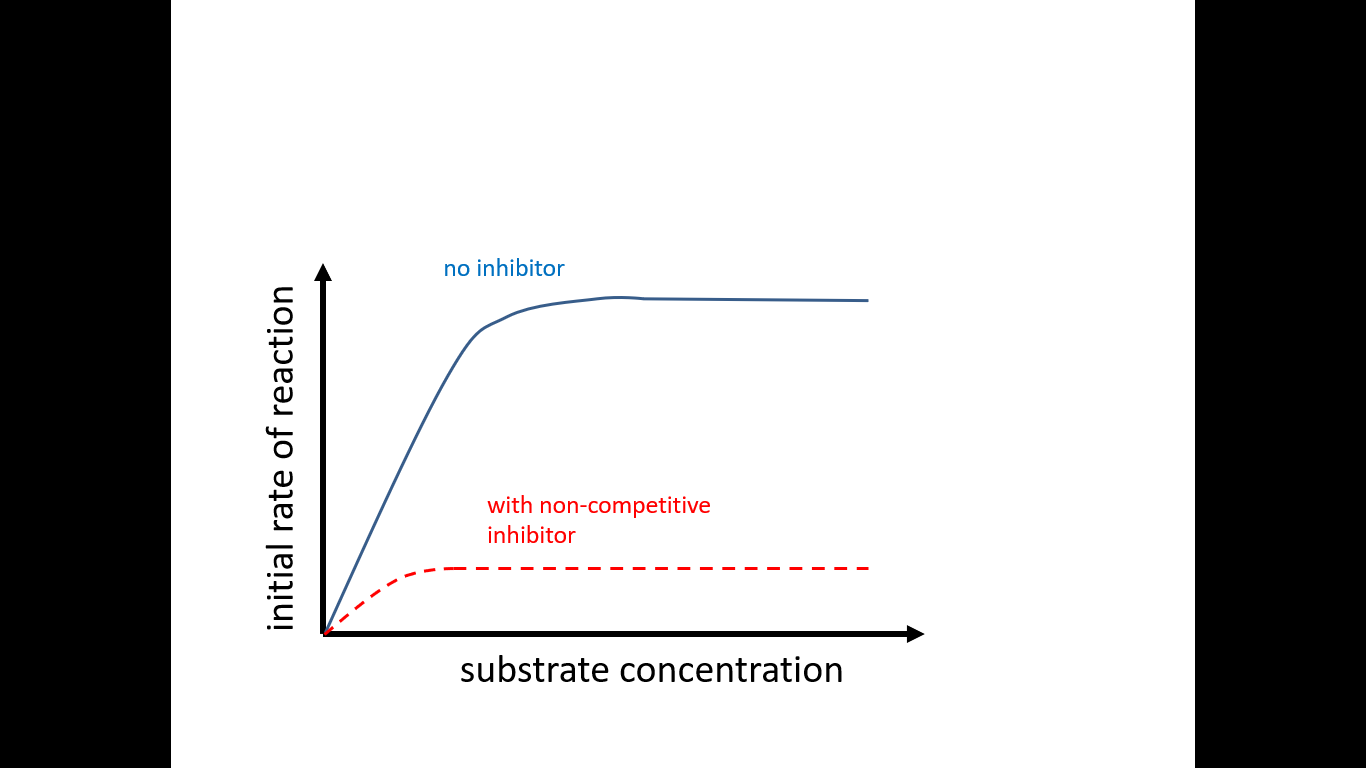 no inhibitor
initial rate of reaction
with non-competitive
inhibitor
substrate concentration